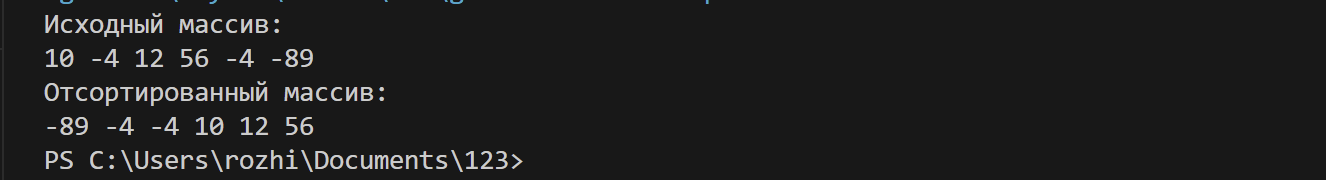 Исходный массив:
10 -4 12 56 -4 -89
Отсортированный массив:
-89 -4 -4 10 12 56
PS C:\Users\rozhi\Documents\123>